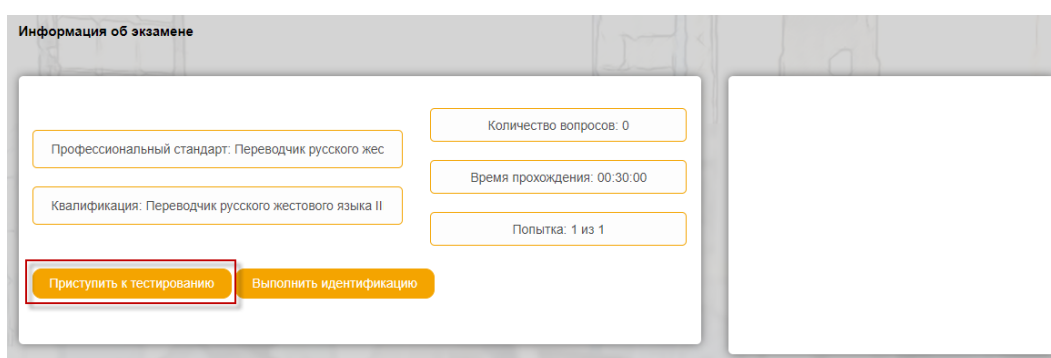 Информация об экзамене
Профессиональный стандарт: Переводчик русского жес
Квалификация: Переводчик русского жестового языка II
Количество вопросов: 0
Время прохождения: 00:30:00
Попытка: 1 из 1
Приступить к тестированию
Выполнить идентификацию